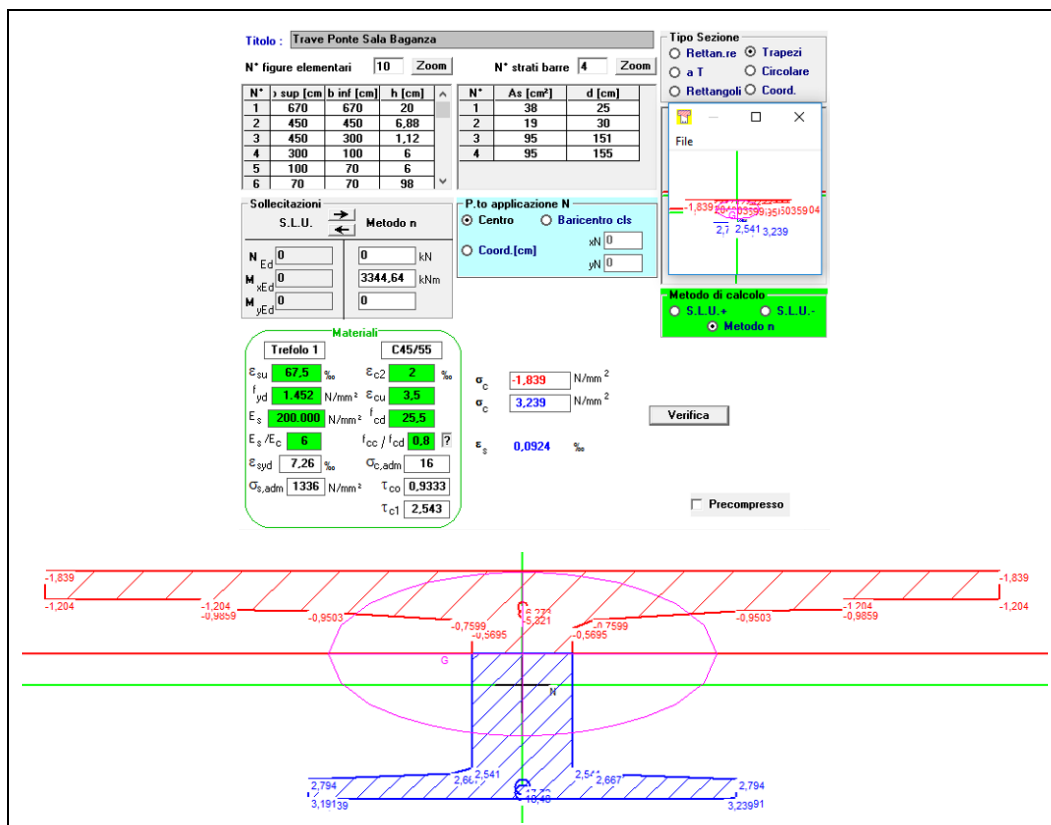 Titolo : Trave Ponte Sala Baganza
N° figure elementari 10 Zoom N° strati barre 4 Zoom
N° b inf [cm] h [cm]
1 670 670 20
2 450 450 6,88
3 450 300 1,12
4 300 100 6
5 100 70 6
6 70 70 98
N° As [cm²] d [cm]
1 38 25
2 19 30
3 95 151
4 95 155
Tipo Sezione
Rettan.re Trapezi
a T Circolare
Rettangoli Coord.
File
-1,839
G
2,541 3,239
Sollecitazioni
S.L.U. Metodo n
N Ed 0 0 kN
M xEd 0 3344,64 kNm
M yEd 0 0
P.to applicazione N
Centro Baricentro cls
Coord.[cm] xN 0
yN 0
Metodo di calcolo
S.L.U.+ S.L.U.-
Metodo n
Materiali
Trefolo 1 C45/55
εsu 67,5 ‰ εc2 2 ‰
fyd 1.452 N/mm² εcu 3,5
Es 200.000 N/mm² fcd 25,5
Es /Ec 6 fcc / fcd 0,8 ?
εsyd 7,26 ‰ σc,adm 16
σs,adm 1336 N/mm² τco 0,9333
τc1 2,543
σc -1,839 N/mm²
σc 3,239 N/mm²
εs 0,0924 ‰
Verifica
Precompresso
-1,839 -1,839
-1,204 -1,204 -1,204 -1,204
-0,9859 -0,9503 -0,9503 -0,9859
-0,7599 -0,7599
-0,5695 -0,5695
-5,821
G
N
2,541
2,794 2,667 2,794